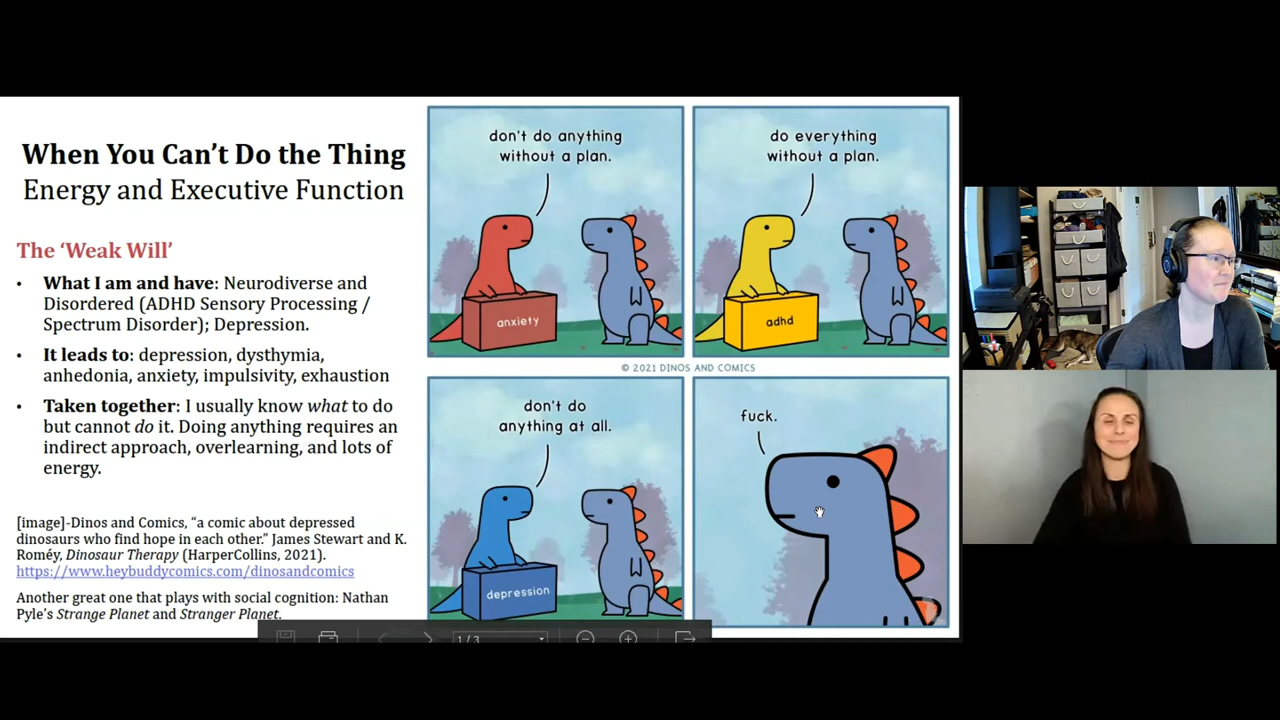 When You Can't Do the Thing
Energy and Executive Function
The 'Weak Will'
• What I am and have: Neurodiverse and
Disordered (ADHD Sensory Processing /
Spectrum Disorder); Depression.
• It leads to: depression, dysthymia,
anhedonia, anxiety, impulsivity, exhaustion
• Taken together: I usually know what to do
but cannot do it. Doing anything requires an
indirect approach, overlearning, and lots of
energy.
[image]-Dinos and Comics, "a comic about depressed
dinosaurs who find hope in each other." James Stewart and K.
Roméy, Dinosaur Therapy (HarperCollins, 2021).
https://www.heybuddycomics.com/dinosandcomics
Another great one that plays with social cognition: Nathan
Pyle's Strange Planet and Stranger Planet.
don't do anything
without a plan.
anxiety
do everything
without a plan.
adhd
© 2021 DINOS AND COMICS
don't do
anything at all.
depression
fuck.
1 / 3